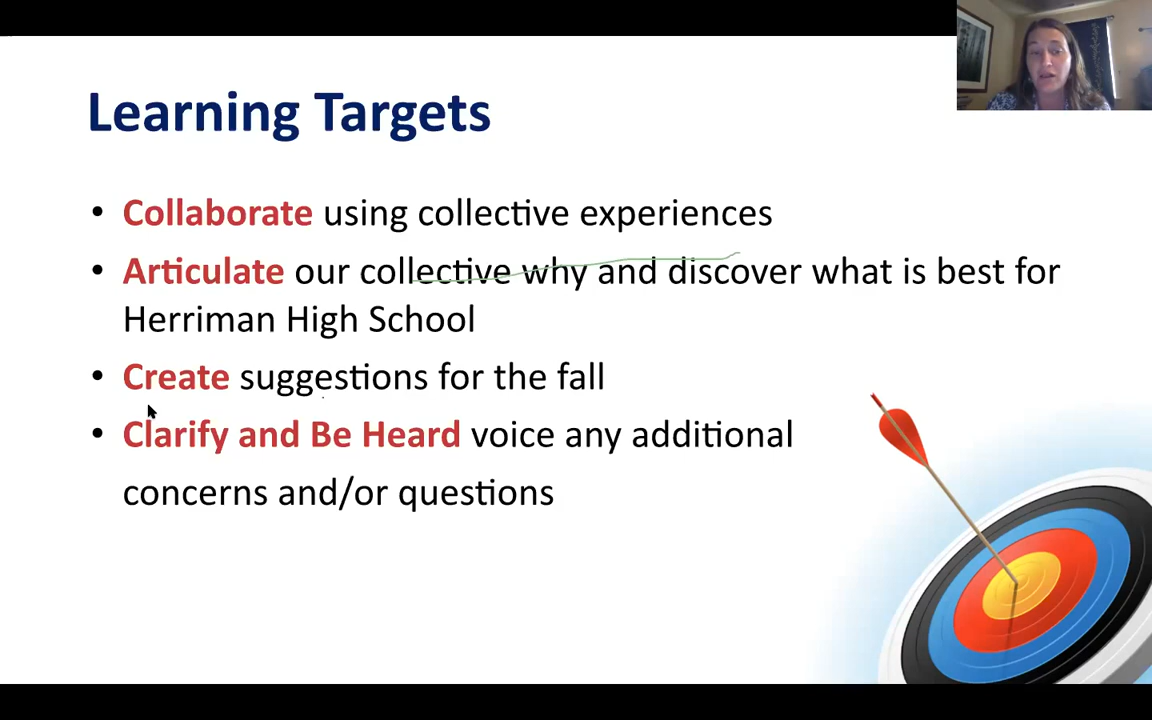 Learning Targets
• Collaborate using collective experiences
• Articulate our collective why and discover what is best for
Herriman High School
• Create suggestions for the fall
• Clarify and Be Heard voice any additional
concerns and/or questions